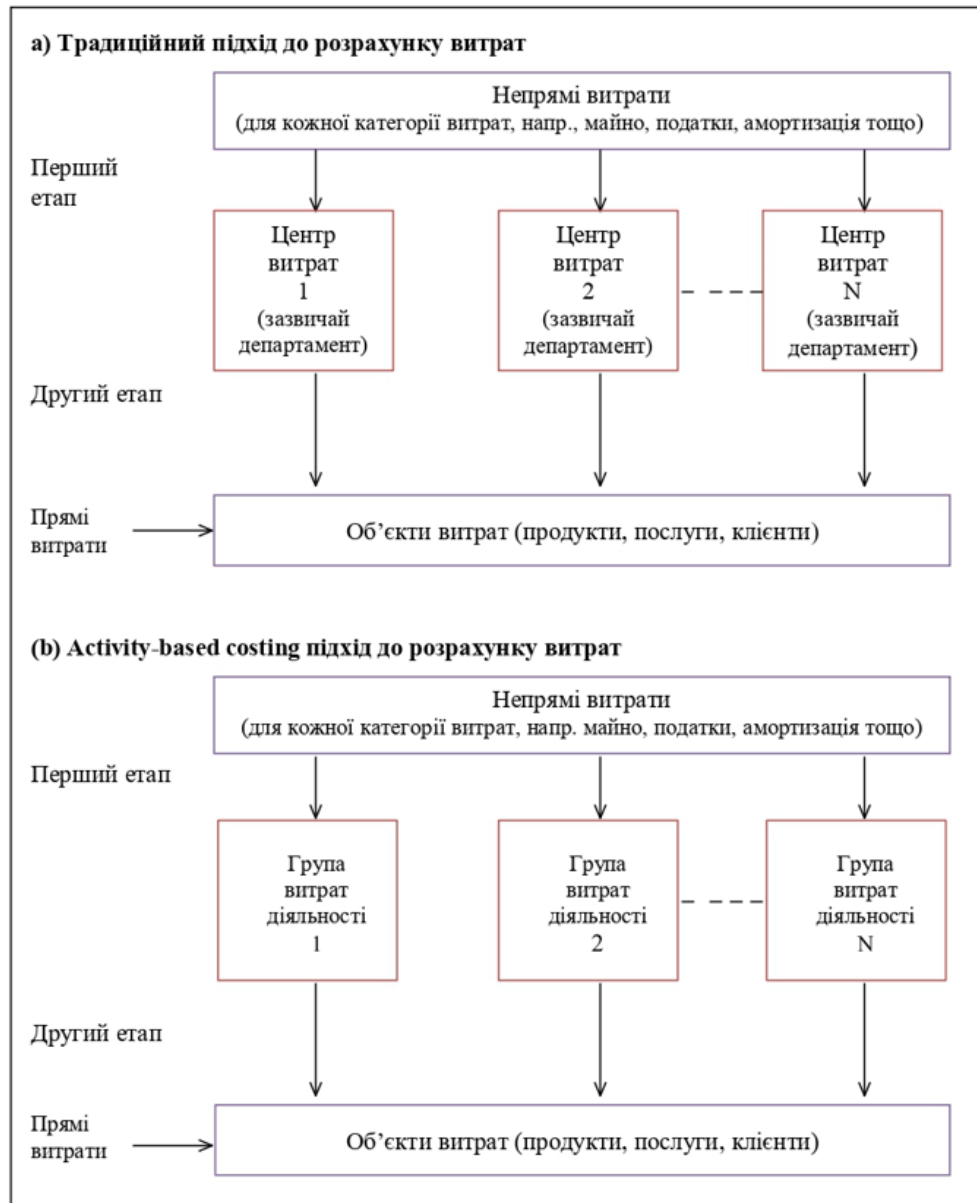 а) Традиційний підхід до розрахунку витрат
Непрямі витрати
(для кожної категорії витрат, напр., майно, податки, амортизація тощо)
Перший
етап
Центр
витрат
1
(зазвичай
департамент)
Центр
витрат
2
(зазвичай
департамент)
Центр
витрат
N
(зазвичай
департамент)
Другий етап
Прямі
витрати
Об’єкти витрат (продукти, послуги, клієнти)
(b) Activity-based costing підхід до розрахунку витрат
Непрямі витрати
(для кожної категорії витрат, напр. майно, податки, амортизація тощо)
Перший етап
Група
витрат
діяльності
1
Група
витрат
діяльності
2
Група
витрат
діяльності
N
Другий етап
Прямі
витрати
Об’єкти витрат (продукти, послуги, клієнти)